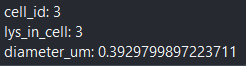 cell_id: 3
lys_in_cell: 3
diameter_um: 0.3929799897223711